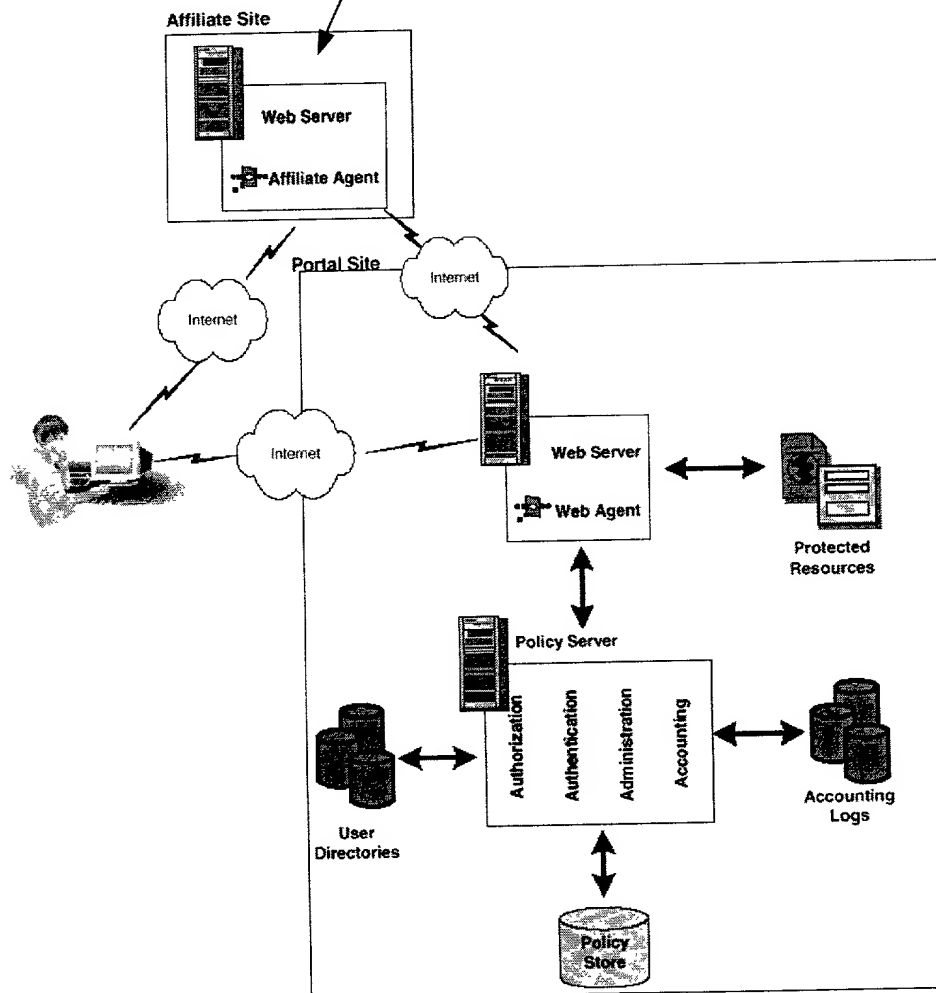 Affiliate Site
Web Server
Affiliate Agent
Portal Site
Internet
Internet
Internet
Web Server
Web Agent
Protected
Resources
Policy Server
Authorization
Authentication
Administration
Accounting
User
Directories
Accounting
Logs
Policy
Store